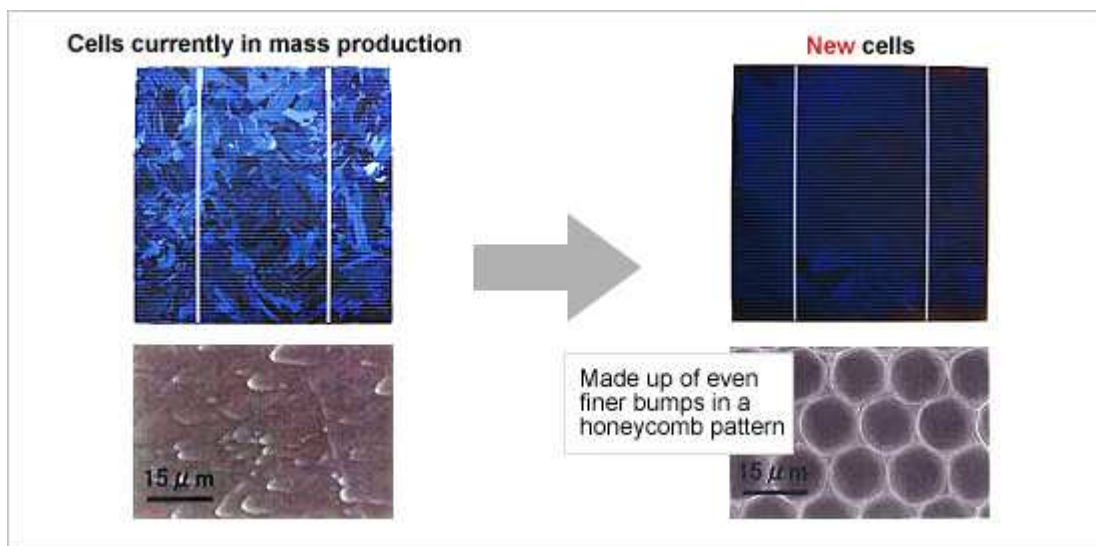 Cells currently in mass production
New cells
Made up of even
finer bumps in a
honeycomb pattern
15 μm
15 μm